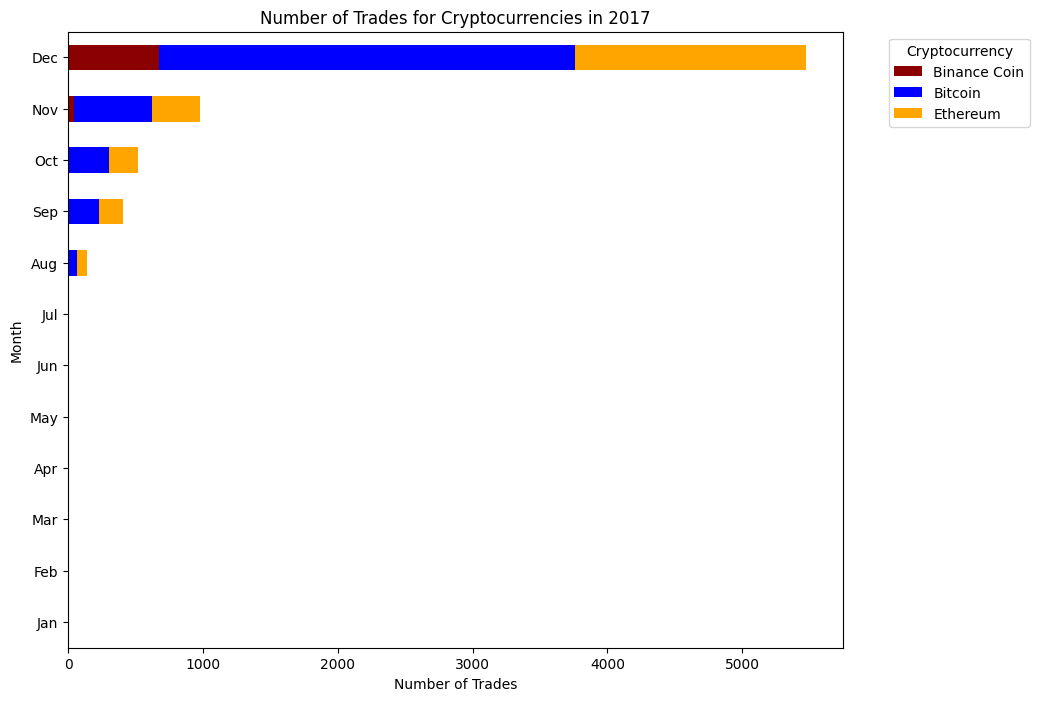 Number of Trades for Cryptocurrencies in 2017
Cryptocurrency
Binance Coin
Bitcoin
Ethereum
Month
Dec
Nov
Oct
Sep
Aug
Jul
Jun
May
Apr
Mar
Feb
Jan
0 1000 2000 3000 4000 5000
Number of Trades